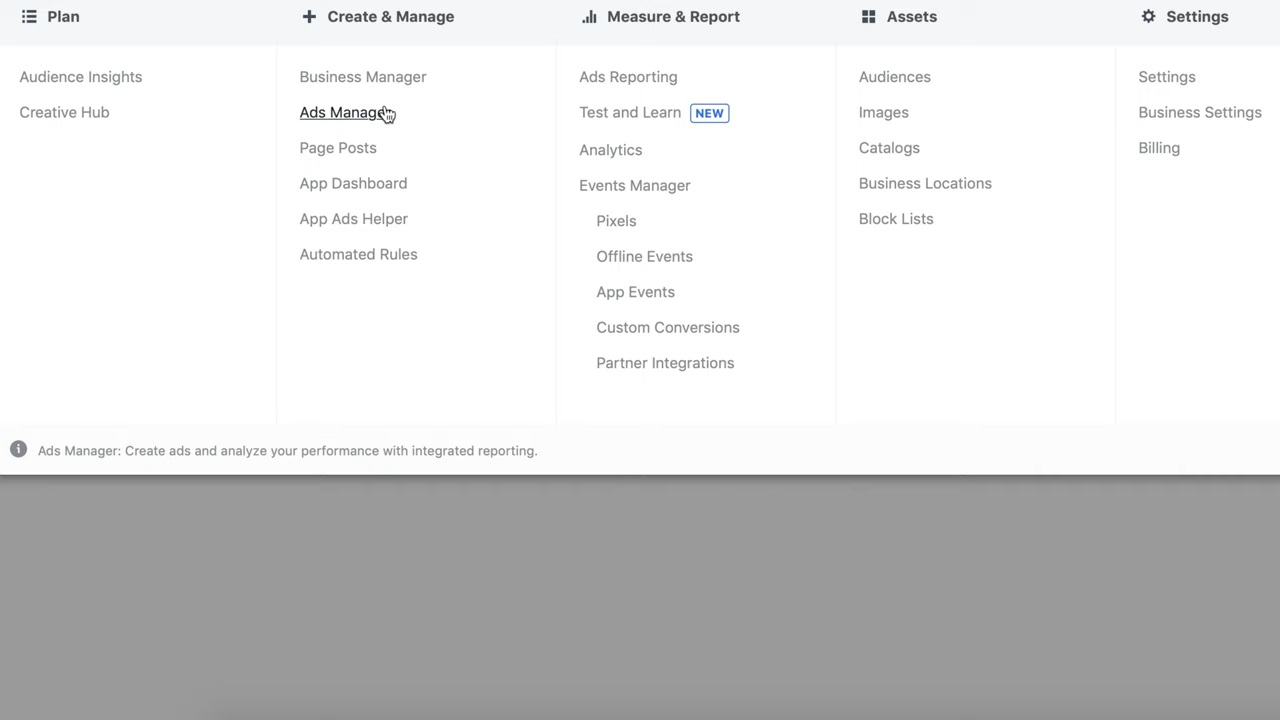 Plan
Audience Insights
Creative Hub
Create & Manage
Business Manager
Ads Manager
Page Posts
App Dashboard
App Ads Helper
Automated Rules
Measure & Report
Ads Reporting
Test and Learn NEW
Analytics
Events Manager
Pixels
Offline Events
App Events
Custom Conversions
Partner Integrations
Assets
Audiences
Images
Catalogs
Business Locations
Block Lists
Settings
Settings
Business Settings
Billing
Ads Manager: Create ads and analyze your performance with integrated reporting.